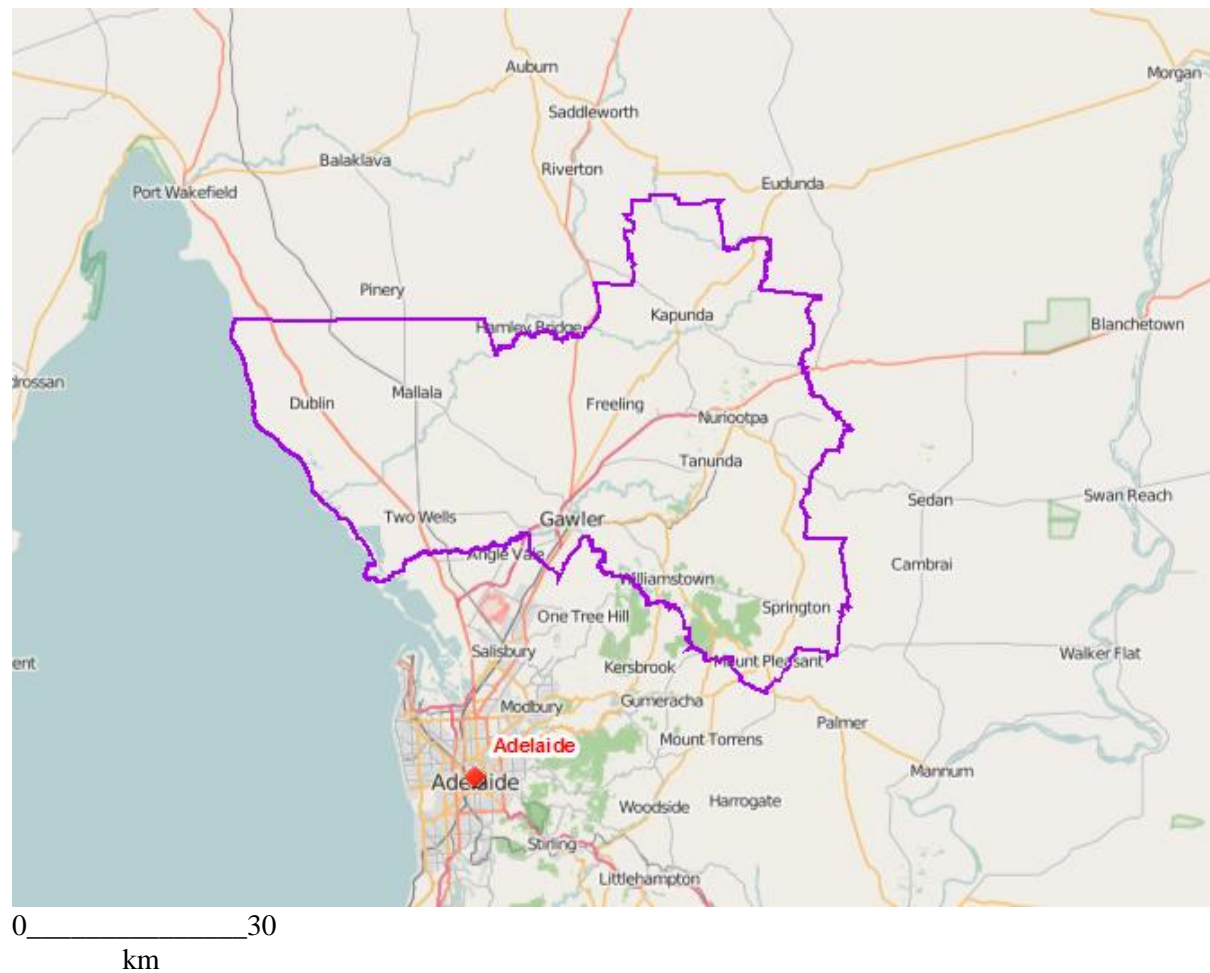 Auburn
Morgan
Saddleworth
Balaklava
Riverton
Port Wakefield
Eudunda
Pinery
Kapunda
Hamley Bridge
Blanchetown
drossan
Mallala
Dublin
Freeling
Nuriootpa
Tanunda
Sedan
Swan Reach
Two Wells
Gawler
Angle Vale
Cambrai
Williamstown
One Tree Hill
Springton
Salisbury
Walker Flat
ent
Kersbrook
Mount Pleasant
Modbury
Gumeracha
Palmer
Mount Torrens
Adelaide
Mannum
Adelaide
Woodside
Harrogate
Stirling
Littlehampton
0_______________30
km